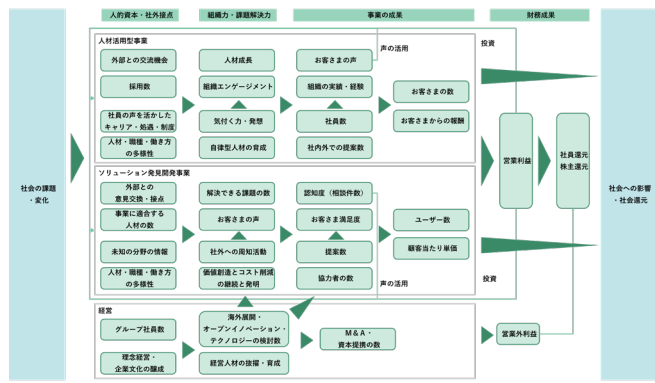 人的資本・社外接点
組織力・課題解決力
事業の成果
財務成果
社会の課題
・変化
人材活用型事業
声の活用
投資
外部との交流機会
人材成長
お客さまの声
採用数
組織エンゲージメント
組織の実績・経験
お客さまの数
社員の声を活かした
キャリア・処遇・制度
気付く力・発想
社員数
お客さまからの報酬
人材・職種・働き方
の多様性
自律型人材の育成
社内外での提案数
営業利益
社員還元
株主還元
社会への影響
・社会還元
ソリューション発見開発事業
外部との
意見交換・接点
解決できる課題の数
認知度(相談件数)
事業に適合する
人材の数
お客さまの声
お客さま満足度
ユーザー数
未知の分野の情報
社外への周知活動
提案数
顧客当たり単価
人材・職種・働き方
の多様性
価値創造とコスト削減
の継続と発明
協力者の数
声の活用
投資
経営
グループ社員数
海外展開・
オープンイノベーション・
テクノロジーの検討数
M&A・
資本提携の数
営業外利益
理念経営・
企業文化の醸成
経営人材の抜擢・育成